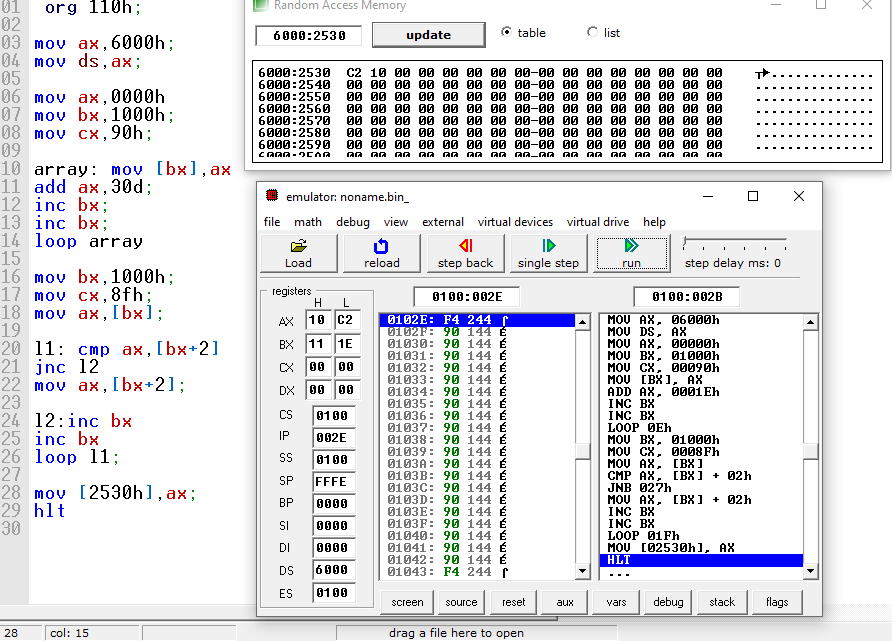 01 org 110h;
02
03 mov ax,6000h;
04 mov ds,ax;
05
06 mov ax,0000h
07 mov bx,1000h;
08 mov cx,90h;
09
10 array: mov [bx],ax
11 add ax,30d;
12 inc bx;
13 inc bx;
14 loop array
15
16 mov bx,1000h;
17 mov cx,8fh;
18 mov ax,[bx];
19
20 l1: cmp ax,[bx+2]
21 jnc l2
22 mov ax,[bx+2];
23
24 l2:inc bx
25 inc bx
26 loop l1;
27
28 mov [2530h],ax;
29 hlt
30
Random Access Memory
6000:2530 update table list
6000:2530 C2 10 00 00 00 00 00 00-00 00 00 00 00 00 00 00 ┬►..............
6000:2540 00 00 00 00 00 00 00 00-00 00 00 00 00 00 00 00 ................
6000:2550 00 00 00 00 00 00 00 00-00 00 00 00 00 00 00 00 ................
6000:2560 00 00 00 00 00 00 00 00-00 00 00 00 00 00 00 00 ................
6000:2570 00 00 00 00 00 00 00 00-00 00 00 00 00 00 00 00 ................
6000:2580 00 00 00 00 00 00 00 00-00 00 00 00 00 00 00 00 ................
6000:2590 00 00 00 00 00 00 00 00-00 00 00 00 00 00 00 00 ................
emulator: noname.bin_
file math debug view external virtual devices virtual drive help
Load reload step back single step run step delay ms: 0
registers
H L
AX 10 C2
BX 11 1E
CX 00 00
DX 00 00
CS 0100
IP 002E
SS 0100
SP FFFE
BP 0000
SI 0000
DI 0000
DS 6000
ES 0100
0100:002E
0102E: F4 244 ⌠
0102F: 90 144 É
01030: 90 144 É
01031: 90 144 É
01032: 90 144 É
01033: 90 144 É
01034: 90 144 É
01035: 90 144 É
01036: 90 144 É
01037: 90 144 É
01038: 90 144 É
01039: 90 144 É
0103A: 90 144 É
0103B: 90 144 É
0103C: 90 144 É
0103D: 90 144 É
0103E: 90 144 É
0103F: 90 144 É
01040: 90 144 É
01041: 90 144 É
01042: 90 144 É
01043: F4 244 ⌠
0100:002B
MOV AX, 06000h
MOV DS, AX
MOV AX, 00000h
MOV BX, 01000h
MOV CX, 00090h
MOV [BX], AX
ADD AX, 0001Eh
INC BX
INC BX
LOOP 0Eh
MOV BX, 01000h
MOV CX, 0008Fh
MOV AX, [BX]
CMP AX, [BX] + 02h
JNB 027h
MOV AX, [BX] + 02h
INC BX
INC BX
LOOP 01Fh
MOV [02530h], AX
HLT
...
screen source reset aux vars debug stack flags
28 col: 15 drag a file here to open